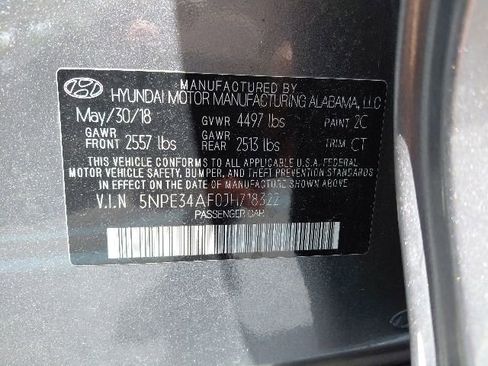 MANUFACTURED BY
HYUNDAI MOTOR MANUFACTURING ALABAMA, LLC
May/30/18 GVWR 4497 lbs PAINT 2C
GAWR FRONT 2557 lbs GAWR REAR 2513 lbs TRIM CT
THIS VEHICLE CONFORMS TO ALL APPLICABLE U.S.A. FEDERAL
MOTOR VEHICLE SAFETY, BUMPER, AND THEFT PREVENTION STANDARDS
IN EFFECT ON THE DATE OF MANUFACTURE SHOWN ABOVE.
V.I.N 5NPE34AF0JH718322
PASSENGER CAR